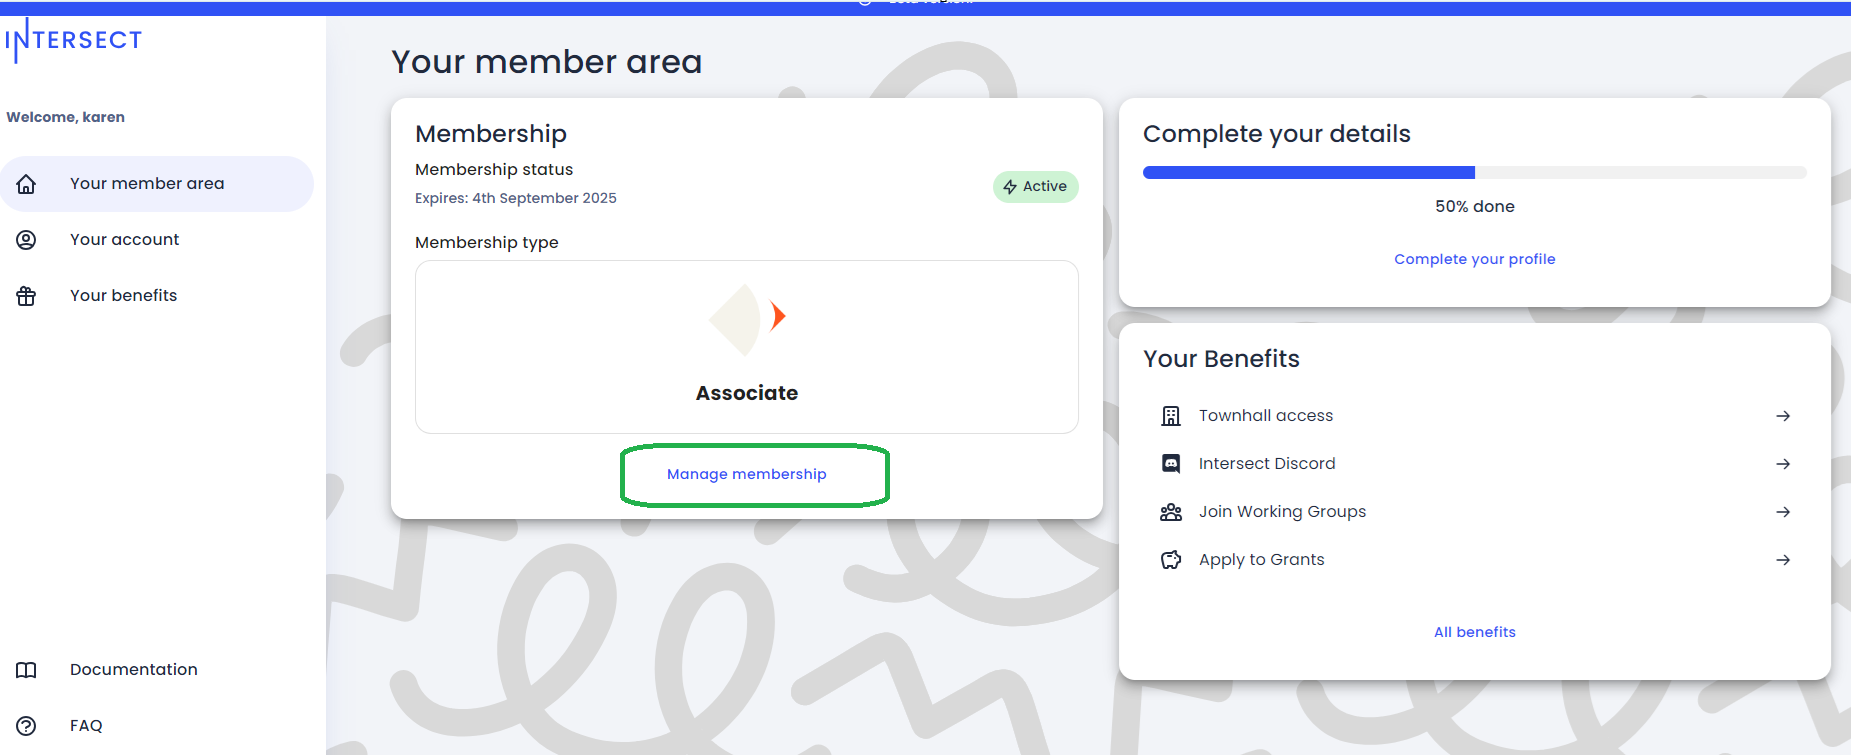 INTERSECT
Welcome, karen
Your member area
Your account
Your benefits
Documentation
FAQ
Your member area
Membership
Membership status
Expires: 4th September 2025
Active
Membership type
Associate
Manage membership
Complete your details
50% done
Complete your profile
Your Benefits
Townhall access
Intersect Discord
Join Working Groups
Apply to Grants
All benefits